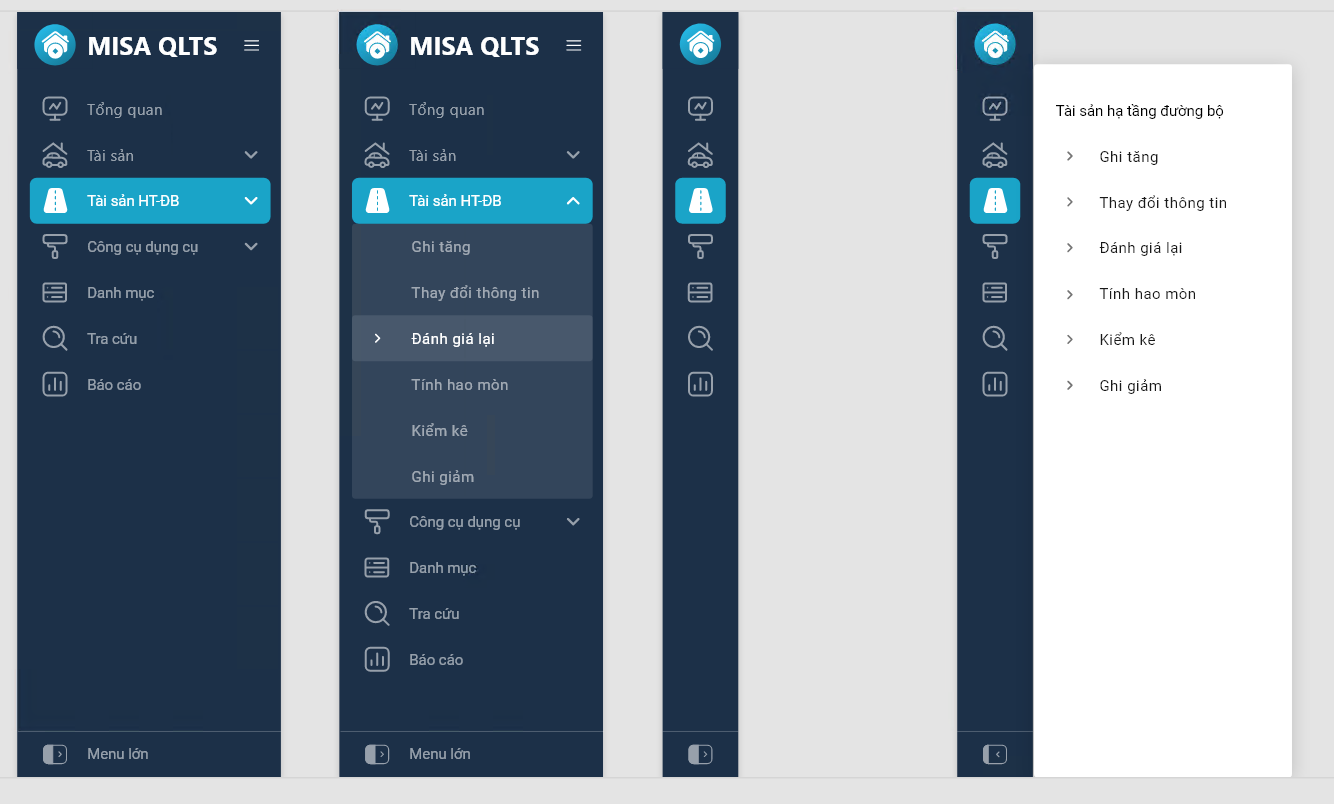 MISA QLTS
Tổng quan
Tài sản
Tài sản HT-ĐB
Công cụ dụng cụ
Danh mục
Tra cứu
Báo cáo
Menu lớn
MISA QLTS
Tổng quan
Tài sản
Tài sản HT-ĐB
Ghi tăng
Thay đổi thông tin
Đánh giá lại
Tính hao mòn
Kiểm kê
Ghi giảm
Công cụ dụng cụ
Danh mục
Tra cứu
Báo cáo
Menu lớn
Tài sản hạ tầng đường bộ
Ghi tăng
Thay đổi thông tin
Đánh giá lại
Tính hao mòn
Kiểm kê
Ghi giảm